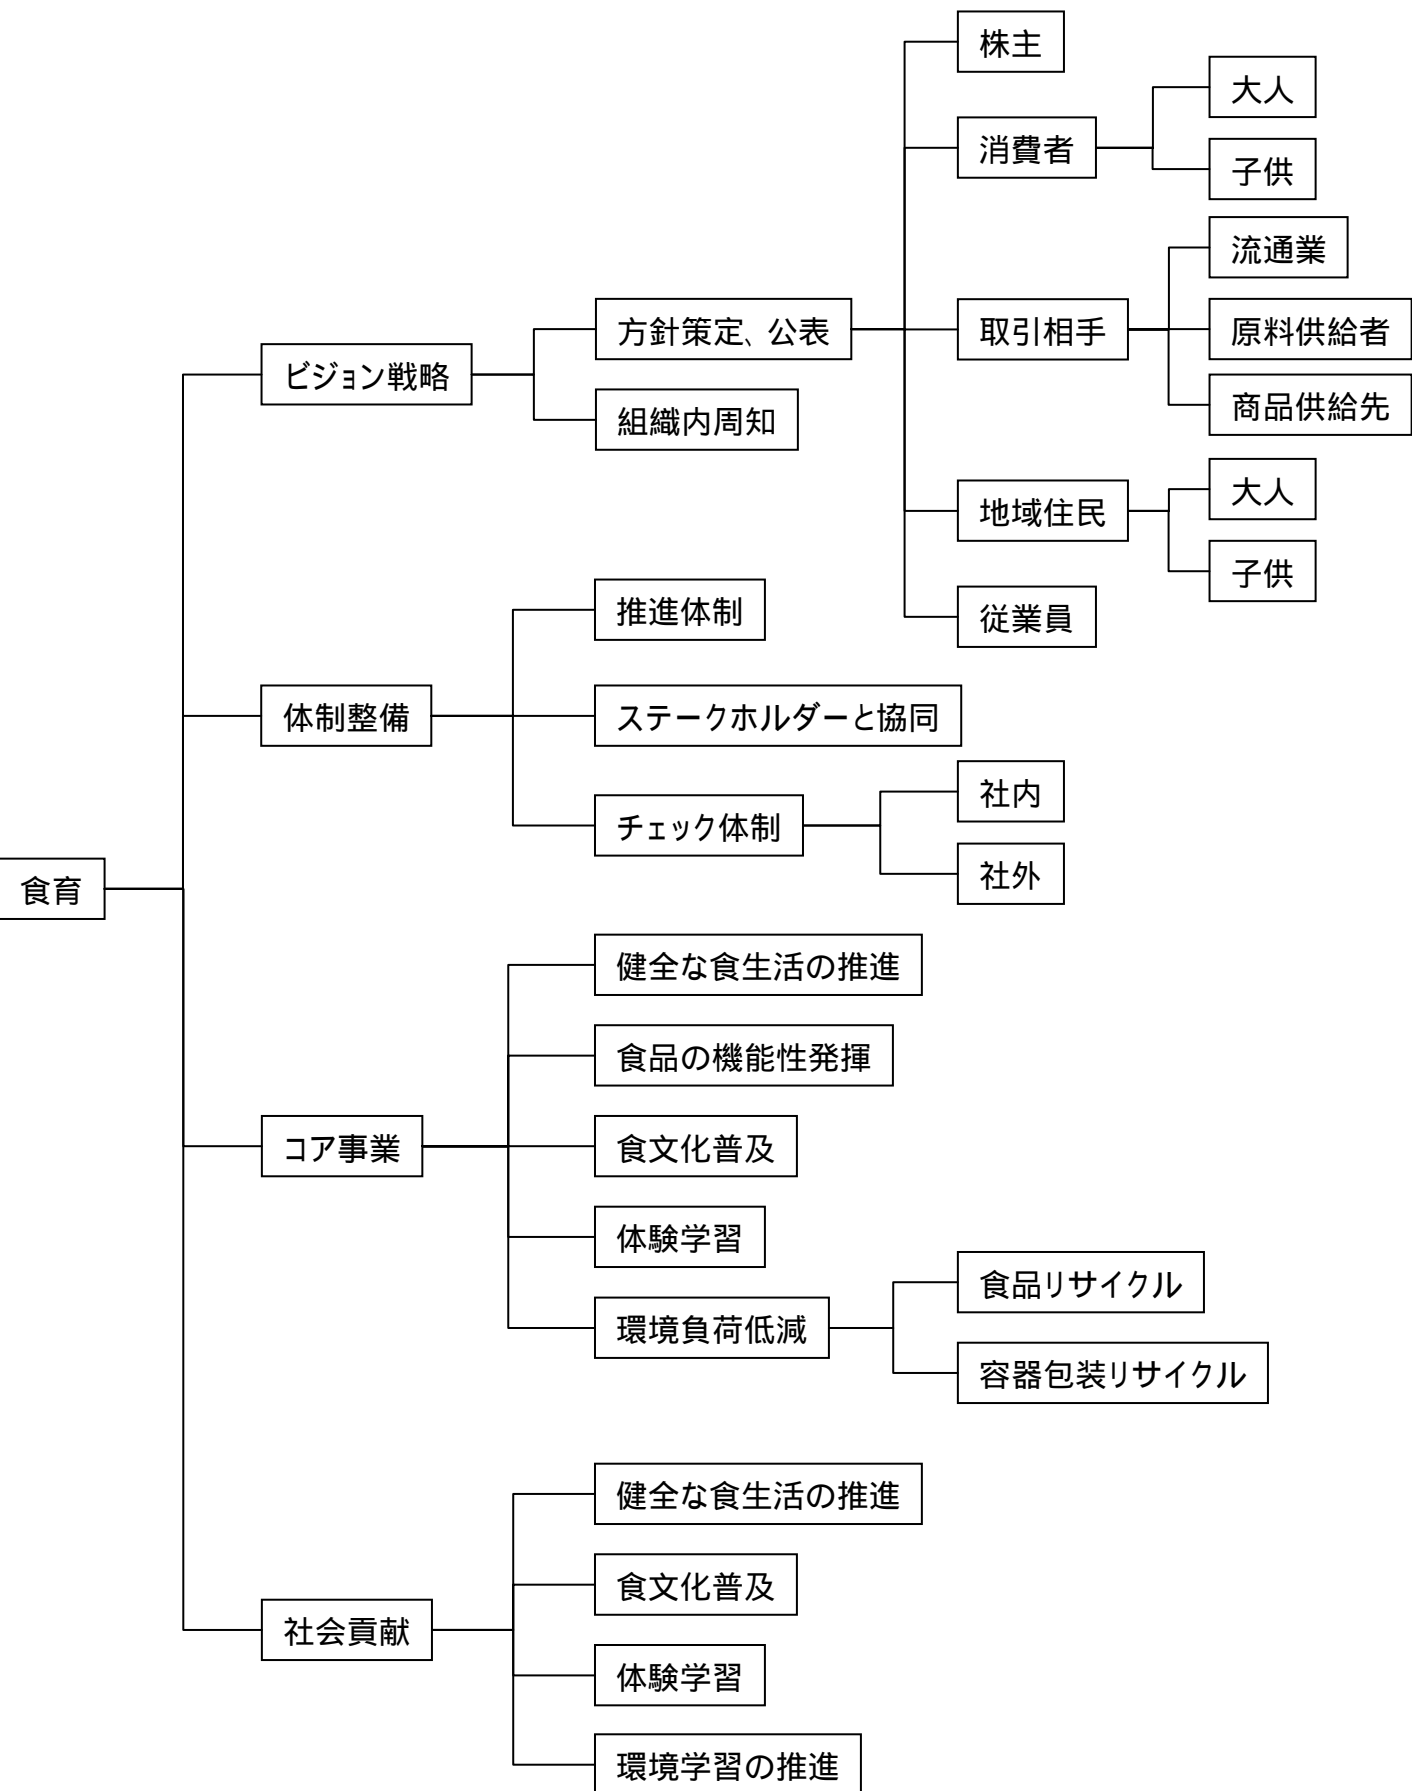 食育
ビジョン戦略
方針策定、公表
株主
消費者
大人
子供
取引相手
流通業
原料供給者
商品供給先
地域住民
大人
子供
従業員
組織内周知
体制整備
推進体制
ステークホルダーと協同
チェック体制
社内
社外
コア事業
健全な食生活の推進
食品の機能性発揮
食文化普及
体験学習
環境負荷低減
食品リサイクル
容器包装リサイクル
社会貢献
健全な食生活の推進
食文化普及
体験学習
環境学習の推進